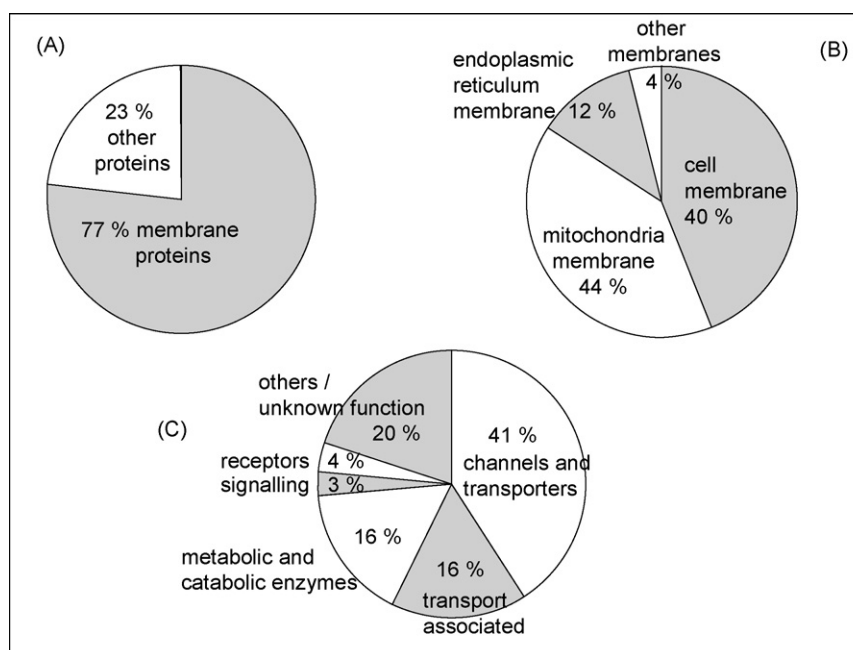 (A)
23 %
other
proteins
77 % membrane
proteins
(B)
other
membranes
4 %
endoplasmic
reticulum
membrane
12 %
cell
membrane
40 %
mitochondria
membrane
44 %
(C)
others /
unknown function
20 %
41 %
channels and
transporters
receptors
4 %
signalling
3 %
16 %
metabolic and
catabolic enzymes
16 %
transport
associated